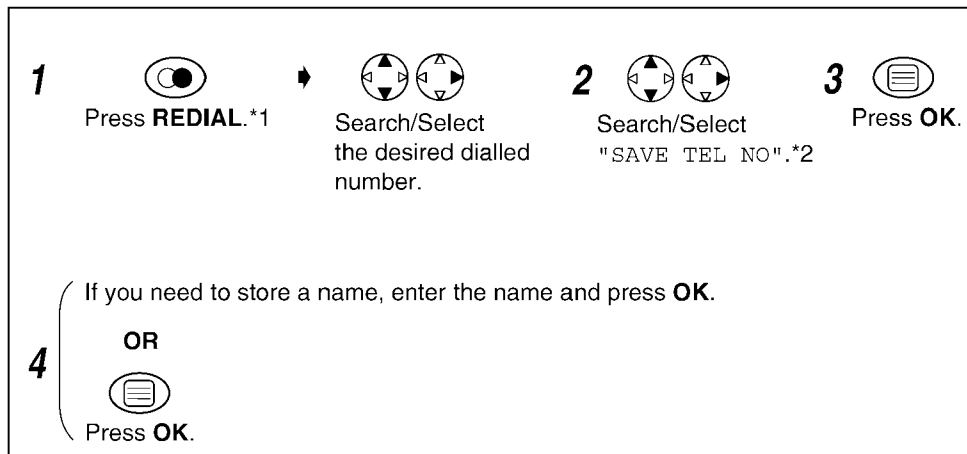 1
Press REDIAL.*1
Search/Select
the desired dialled
number.
2
Search/Select
"SAVE TEL NO".*2
3
Press OK.
4
If you need to store a name, enter the name and press OK.
OR
Press OK.